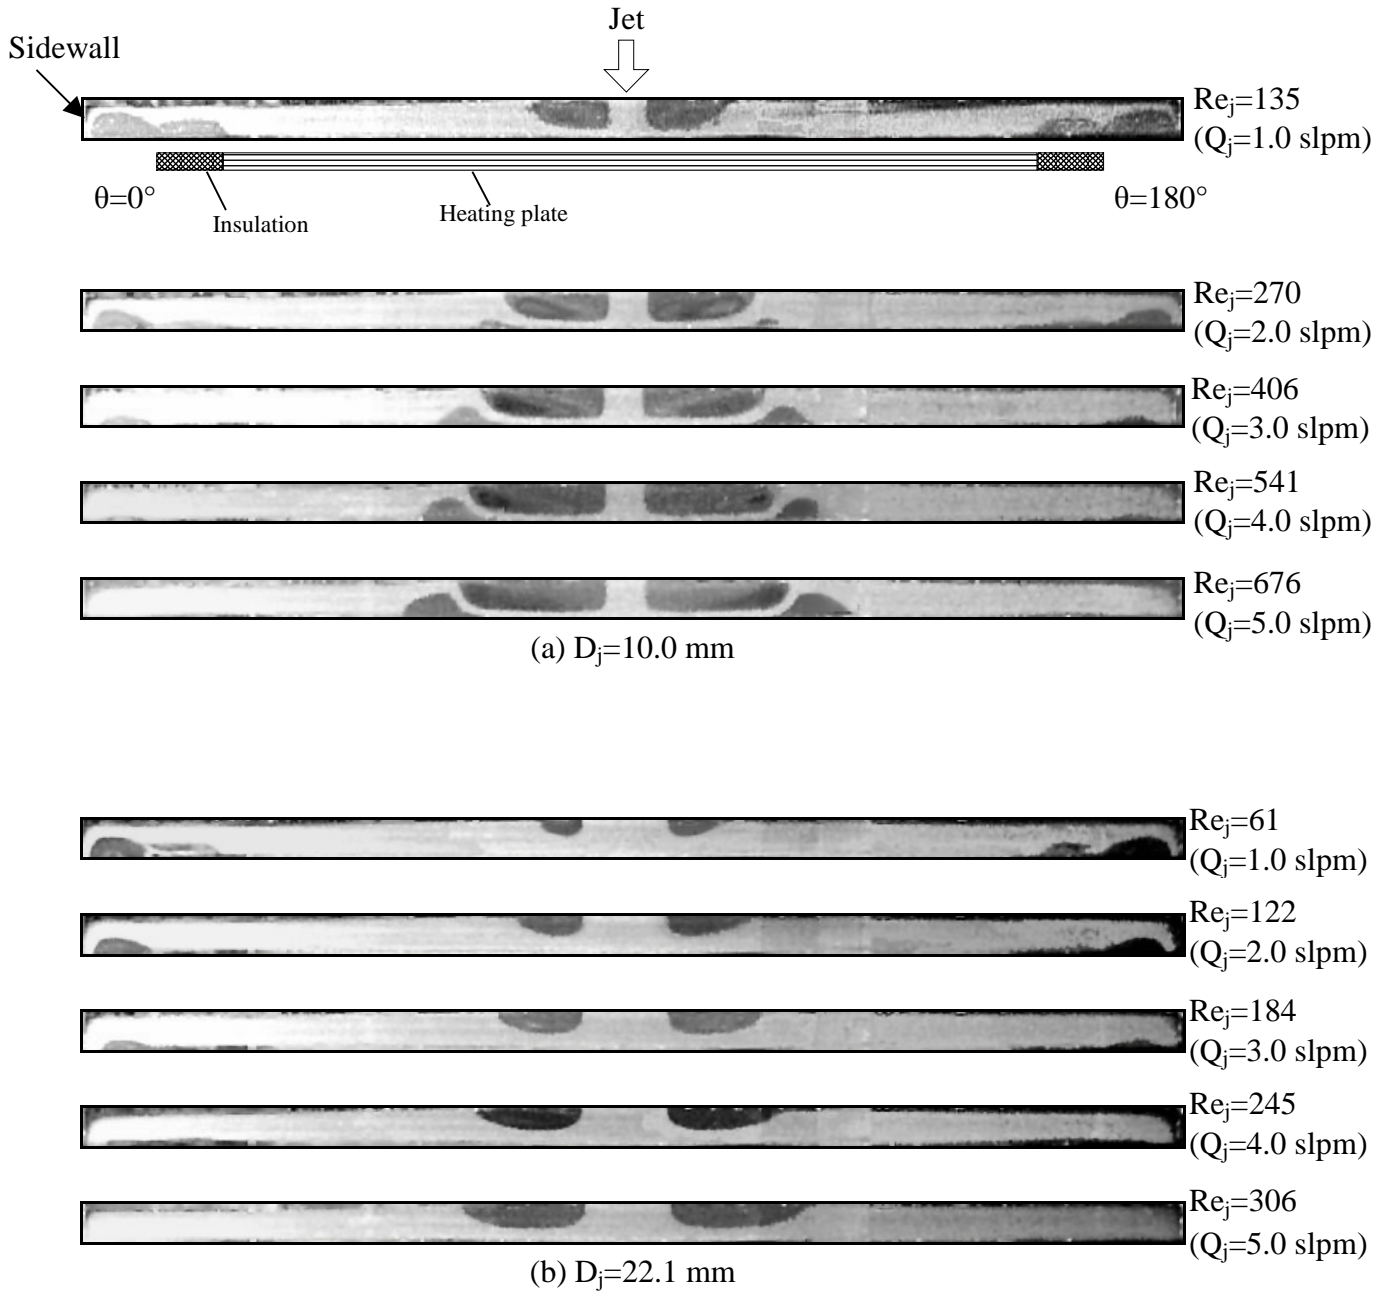 Jet
Sidewall
Re_j=135
(Q_j=1.0 slpm)
θ=0°
θ=180°
Insulation
Heating plate
Re_j=270
(Q_j=2.0 slpm)
Re_j=406
(Q_j=3.0 slpm)
Re_j=541
(Q_j=4.0 slpm)
Re_j=676
(Q_j=5.0 slpm)
(a) D_j=10.0 mm
Re_j=61
(Q_j=1.0 slpm)
Re_j=122
(Q_j=2.0 slpm)
Re_j=184
(Q_j=3.0 slpm)
Re_j=245
(Q_j=4.0 slpm)
Re_j=306
(Q_j=5.0 slpm)
(b) D_j=22.1 mm